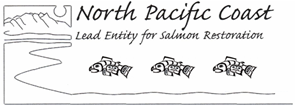 North Pacific Coast
Lead Entity for Salmon Restoration